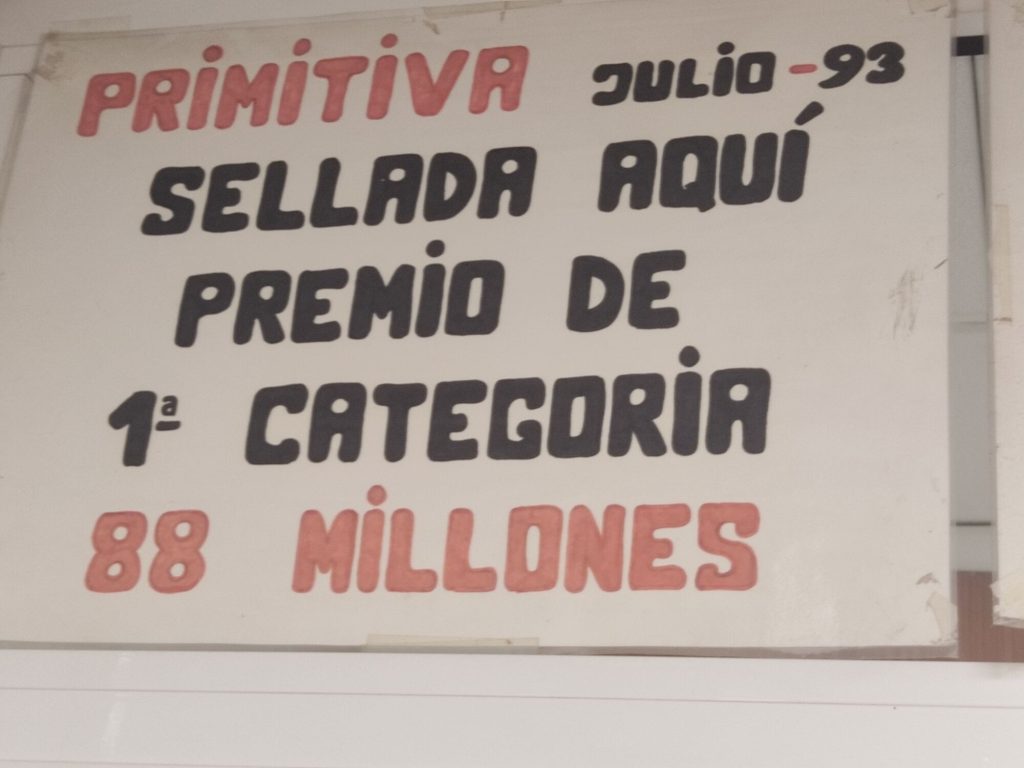 PRIMITIVA JULIO-93
SELLADA AQUÍ
PREMIO DE
1ª CATEGORIA
88 MILLONES